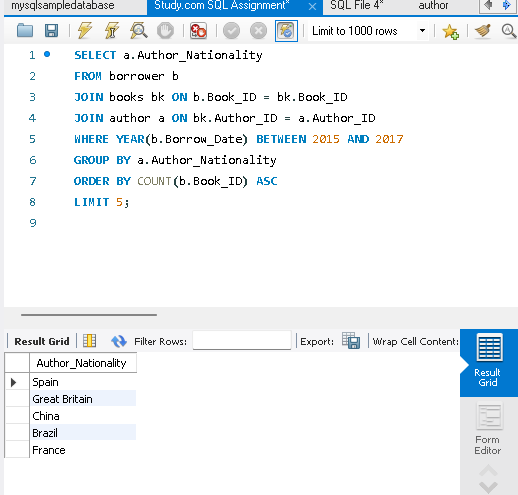 mysqlsampledatabase Study.com SQL Assignment* SQL File 4* author
Limit to 1000 rows
1 SELECT a.Author_Nationality
2 FROM borrower b
3 JOIN books bk ON b.Book_ID = bk.Book_ID
4 JOIN author a ON bk.Author_ID = a.Author_ID
5 WHERE YEAR(b.Borrow_Date) BETWEEN 2015 AND 2017
6 GROUP BY a.Author_Nationality
7 ORDER BY COUNT(b.Book_ID) ASC
8 LIMIT 5;
9
Result Grid Filter Rows: Export: Wrap Cell Content:
Author_Nationality
Spain
Great Britain
China
Brazil
France
Result
Grid
Form
Editor